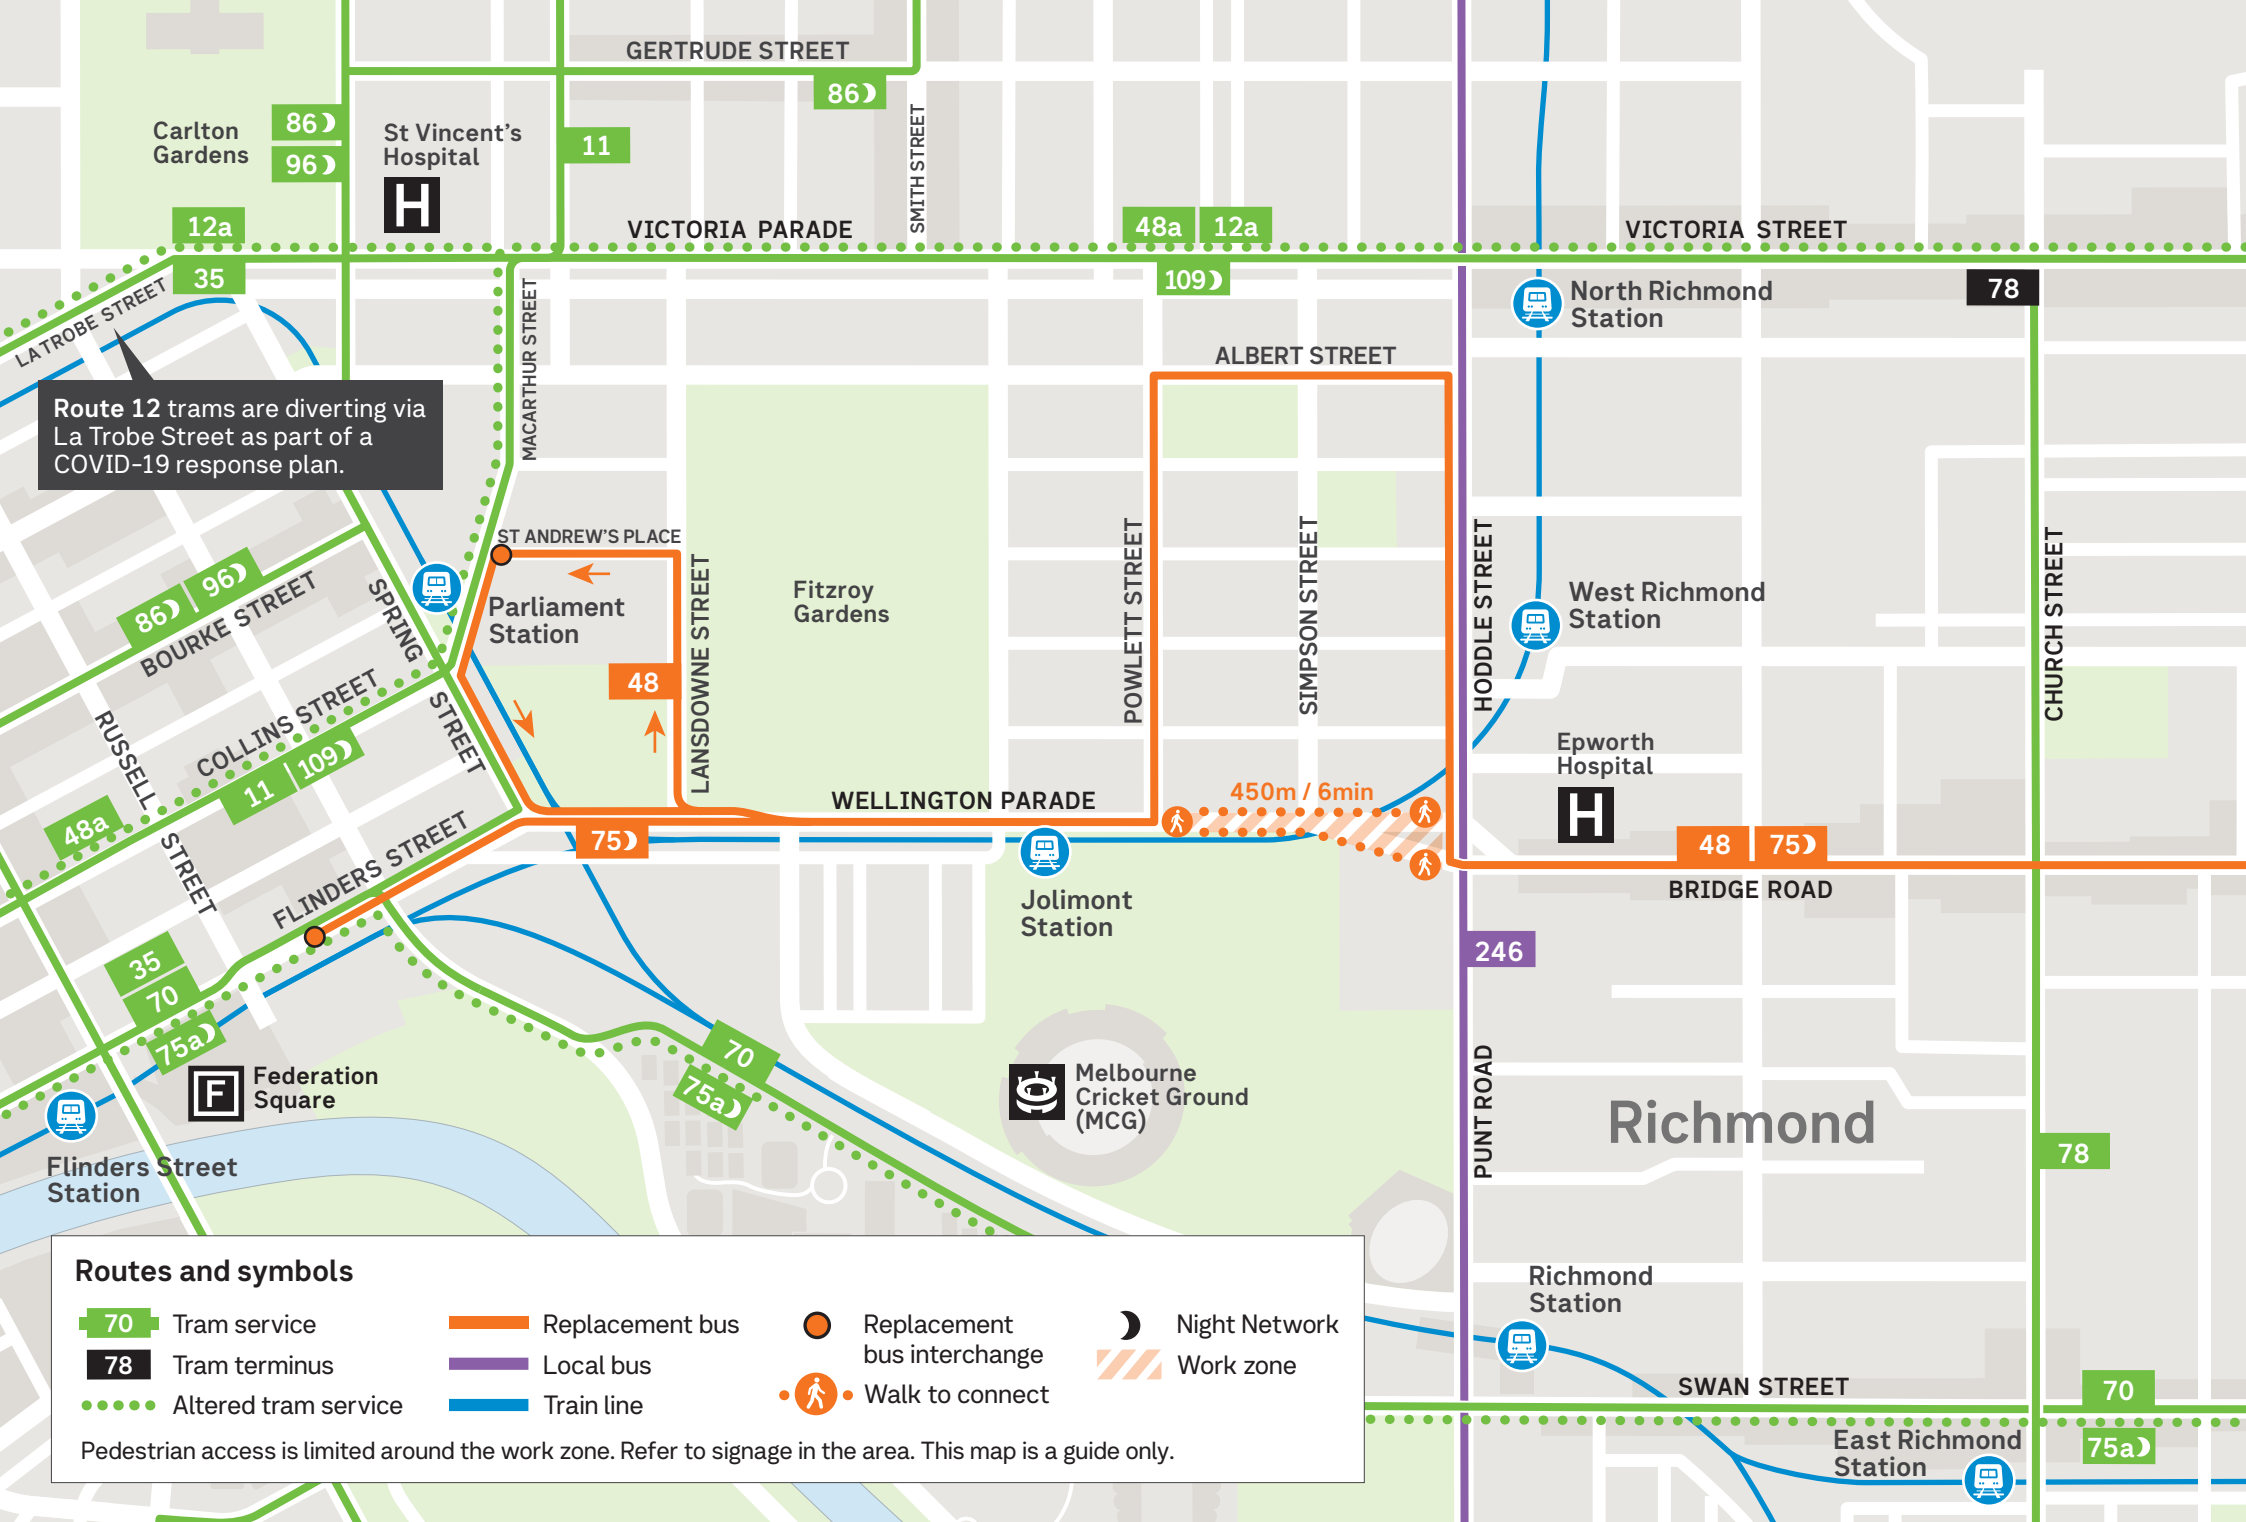 GERTRUDE STREET
86
Carlton
Gardens
86
96
St Vincent's
Hospital
H
11
SMITH STREET
12a
35
VICTORIA PARADE
48a
12a
109
VICTORIA STREET
North Richmond
Station
78
LA TROBE STREET
MACARTHUR STREET
ALBERT STREET
Route 12 trams are diverting via
La Trobe Street as part of a
COVID-19 response plan.
ST ANDREW'S PLACE
86
96
BOURKE STREET
SPRING
STREET
Parliament
Station
48
LANSDOWNE STREET
Fitzroy
Gardens
POWLETT STREET
SIMPSON STREET
HODDLE STREET
West Richmond
Station
CHURCH STREET
COLLINS STREET
11
109
48a
RUSSELL
STREET
FLINDERS STREET
75
WELLINGTON PARADE
450m / 6min
Epworth
Hospital
H
48
75
BRIDGE ROAD
Jolimont
Station
246
35
70
75a
F
Federation
Square
Flinders Street
Station
70
75a
Melbourne
Cricket Ground
(MCG)
PUNT ROAD
Richmond
78
Richmond
Station
SWAN STREET
70
75a
East Richmond
Station
Routes and symbols
70
Tram service
78
Tram terminus
Altered tram service
Replacement bus
Local bus
Train line
Replacement
bus interchange
Walk to connect
Night Network
Work zone
Pedestrian access is limited around the work zone. Refer to signage in the area. This map is a guide only.